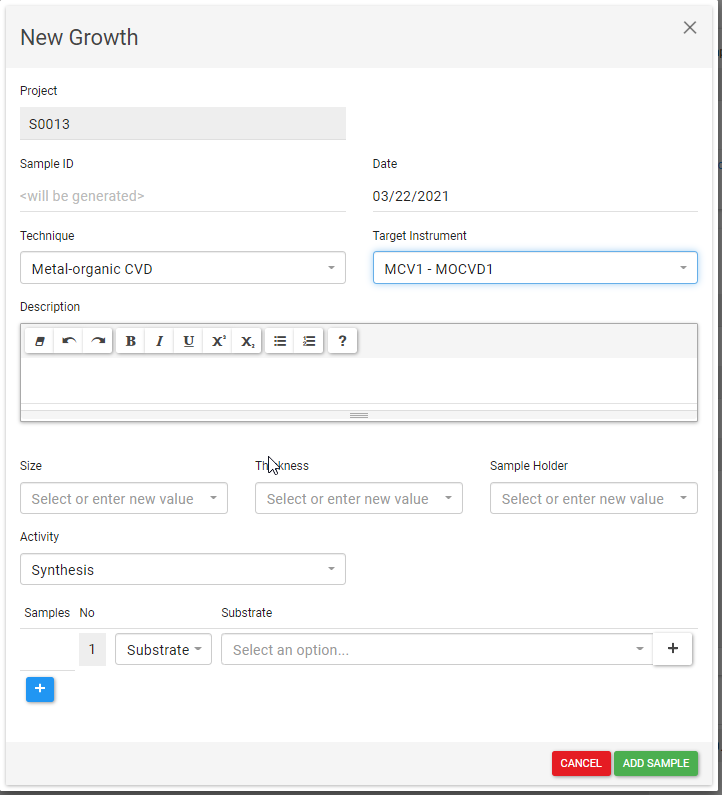 New Growth
Project
S0013
Sample ID Date
<will be generated> 03/22/2021
Technique Target Instrument
Metal-organic CVD MCV1 - MOCVD1
Description
B I U X² X₂ ?
Size Thickness Sample Holder
Select or enter new value Select or enter new value Select or enter new value
Activity
Synthesis
Samples No Substrate
1 Substrate Select an option... +
+
CANCEL ADD SAMPLE